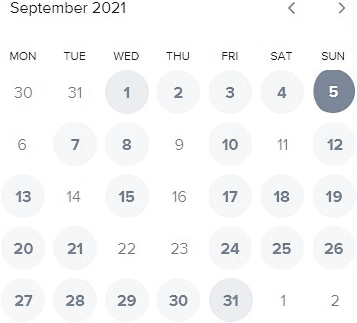 September 2021
MON TUE WED THU FRI SAT SUN
30 31 1 2 3 4 5
6 7 8 9 10 11 12
13 14 15 16 17 18 19
20 21 22 23 24 25 26
27 28 29 30 31 1 2